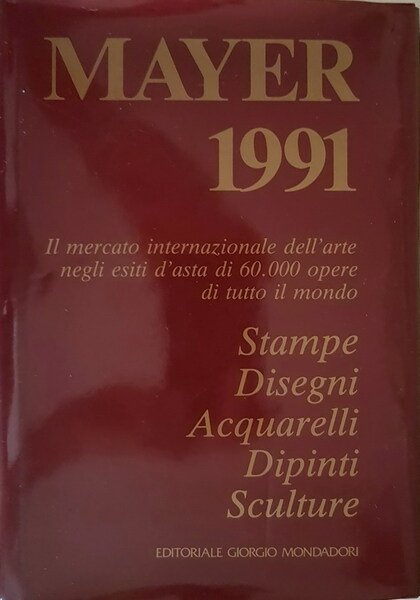 MAYER
1991
Il mercato internazionale dell'arte
negli esiti d'asta di 60.000 opere
di tutto il mondo
Stampe
Disegni
Acquarelli
Dipinti
Sculture
EDITORIALE GIORGIO MONDADORI